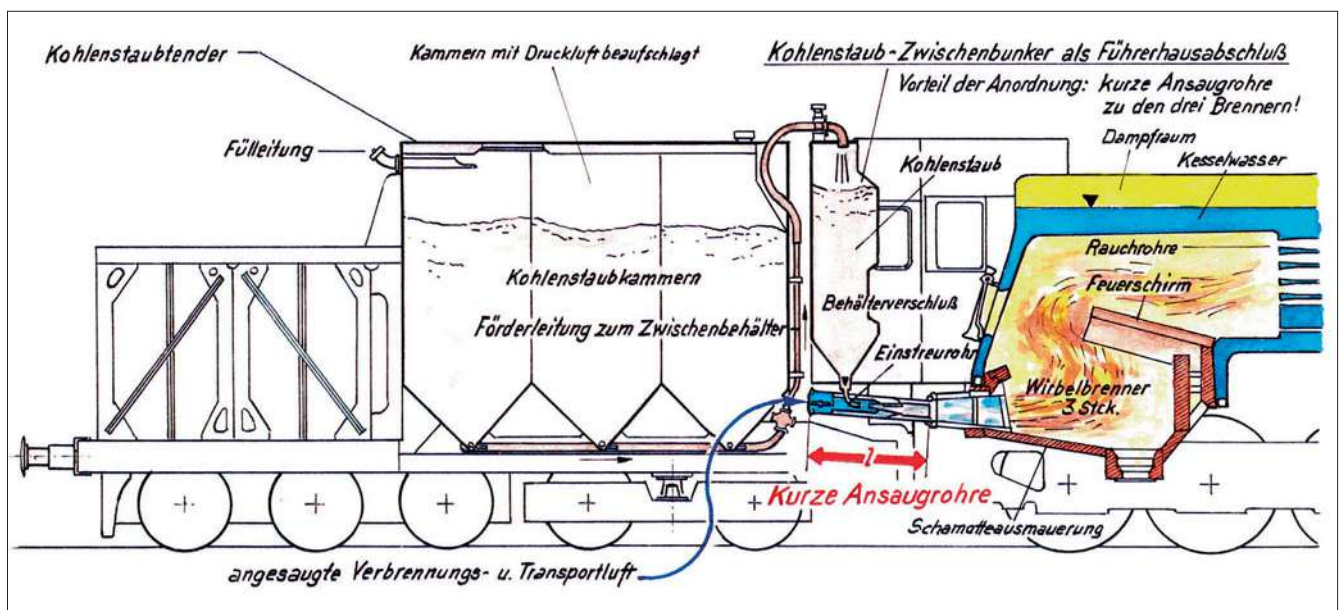 Kohlenstaubtender
Kammern mit Druckluft beaufschlagt
Kohlenstaub-Zwischenbunker als Führerhausabschluß
Vorteil der Anordnung: kurze Ansaugrohre
zu den drei Brennern!
Fülleitung
Dampfraum
Kesselwasser
Kohlenstaub
Rauchrohre
Feuerschirm
Kohlenstaubkammern
Behälterverschluß
Förderleitung zum Zwischenbehälter
Einstreurohr
Wirbelbrenner
3 Stck.
l
Kurze Ansaugrohre
Schamotteausmauerung
angesaugte Verbrennungs- u. Transportluft